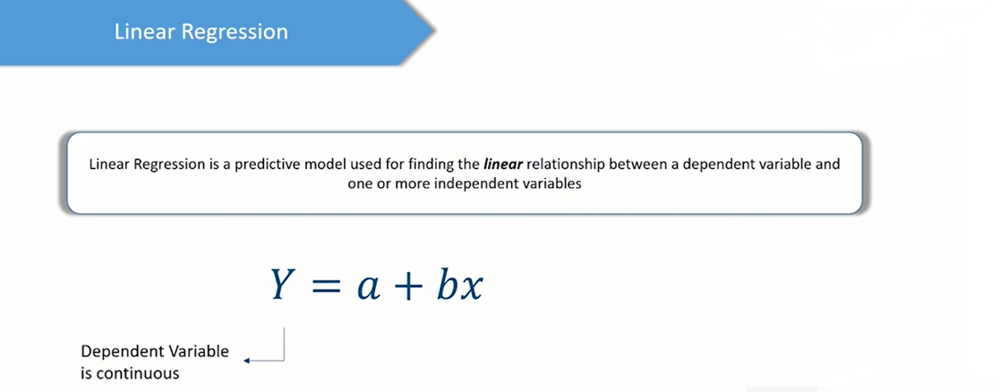 Linear Regression
Linear Regression is a predictive model used for finding the linear relationship between a dependent variable and
one or more independent variables
Y = a + bx
Dependent Variable
is continuous